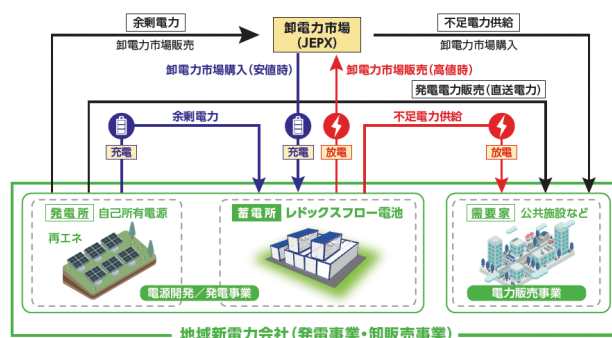 余剰電力
卸電力市場販売
卸電力市場
(JEPX)
不足電力供給
卸電力市場購入
卸電力市場購入(安値時)
卸電力市場販売(高値時)
発電電力販売(直送電力)
余剰電力
不足電力供給
充電
充電
放電
放電
発電所 自己所有電源
再エネ
蓄電所 レドックスフロー電池
電源開発/発電事業
需要家 公共施設など
電力販売事業
地域新電力会社(発電事業・卸販売事業)